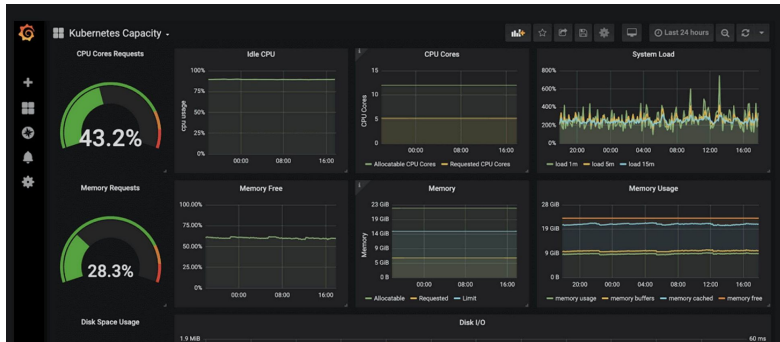 Kubernetes Capacity
Last 24 hours
CPU Cores Requests
43.2%
Idle CPU
cpu usage
100%
75%
50%
25%
0%
00:00 08:00 16:00
CPU Cores
CPU Cores
15
10
5
0
00:00 08:00 16:00
Allocatable CPU Cores Requested CPU Cores
System Load
800%
600%
400%
200%
0%
20:00 00:00 04:00 08:00 12:00 16:00
load 1m load 5m load 15m
Memory Requests
28.3%
Memory Free
100.00%
75.00%
50.00%
25.00%
0%
00:00 08:00 16:00
Memory
Memory
23 GiB
19 GiB
14 GiB
9 GiB
5 GiB
0 B
00:00 08:00 16:00
Allocatable Requested Limit
Memory Usage
28 GiB
19 GiB
9 GiB
0 B
20:00 00:00 04:00 08:00 12:00 16:00
memory usage memory buffers memory cached memory free
Disk Space Usage
Disk I/O
1.9 MiB
60 ms